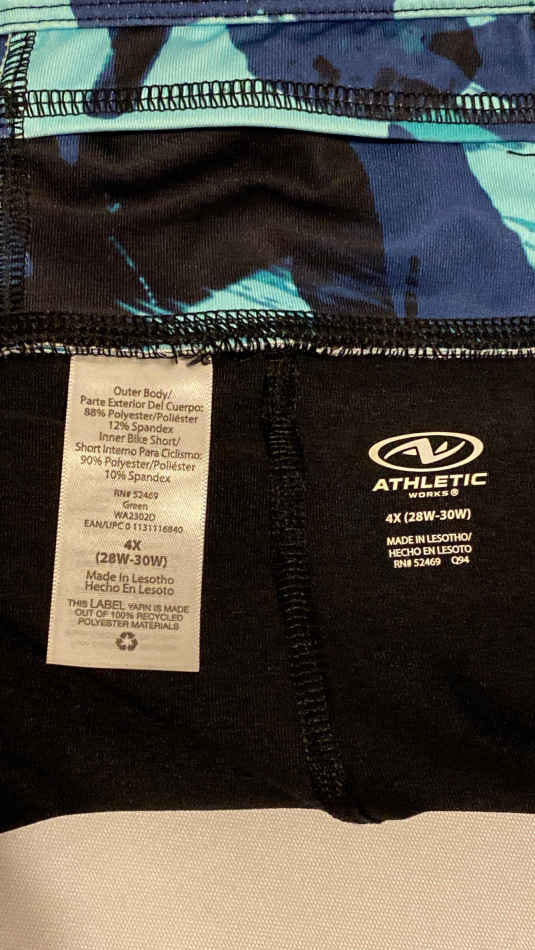 Outer Body/
Parte Exterior Del Cuerpo:
88% Polyester/Poliéster
12% Spandex
Inner Bike Short/
Short Interno Para Ciclismo:
90% Polyester/Poliéster
10% Spandex
RN# 52469
Green
WA2302D
EAN/UPC 0 1131116840
4X
(28W-30W)
Made in Lesotho
Hecho En Lesoto
THIS LABEL YARN IS MADE
OUT OF 100% RECYCLED
POLYESTER MATERIALS
ATHLETIC
WORKS®
4X (28W-30W)
MADE IN LESOTHO/
HECHO EN LESOTO
RN# 52469 Q94